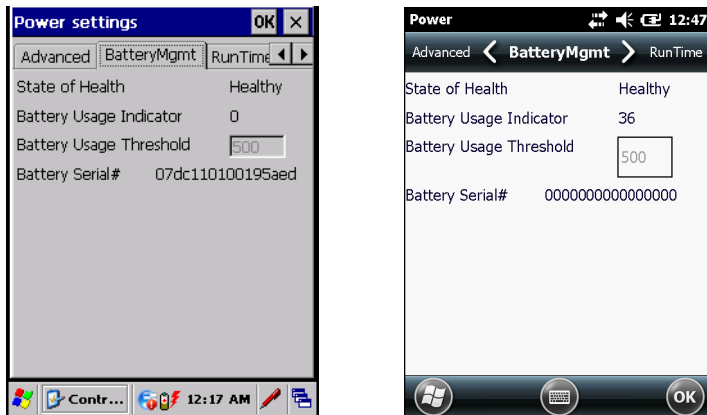 Power settings OK ×
Advanced BatteryMgmt RunTime
State of Health Healthy
Battery Usage Indicator 0
Battery Usage Threshold 500
Battery Serial# 07dc110100195aed
Contr... 12:17 AM
Power 12:47
Advanced BatteryMgmt RunTime
State of Health Healthy
Battery Usage Indicator 36
Battery Usage Threshold 500
Battery Serial# 0000000000000000
OK